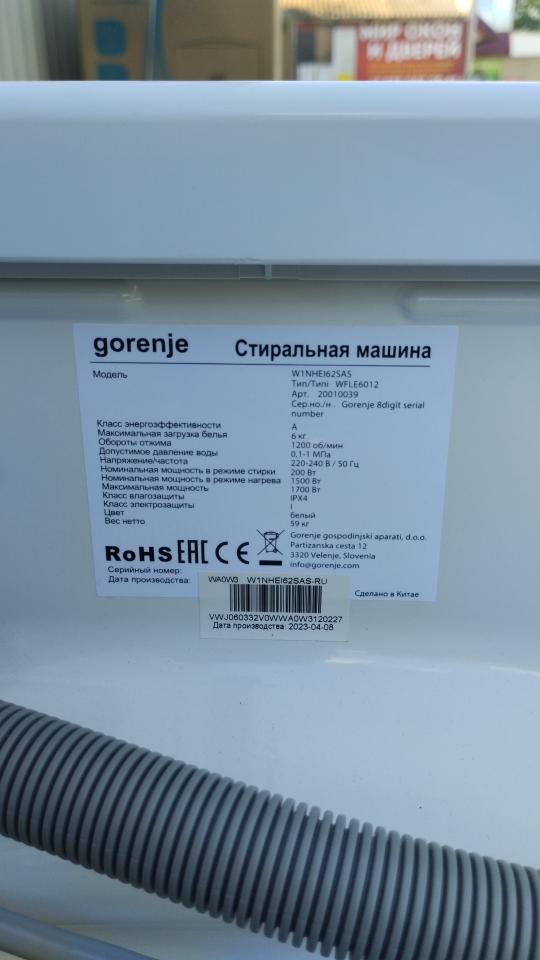 МИР ОКОН
И ДВЕРЕЙ
gorenje Стиральная машина
Модель W1NHEI62SAS
Тип/Типі WFLE6012
Арт. 20010039
Сер.но./н . Gorenje 8digit serial
number
Класс энергоэффективности A
Максимальная загрузка белья 6 кг
Обороты отжима 1200 об/мин
Допустимое давление воды 0,1-1 МПа
Напряжение/частота 220-240 В / 50 Гц
Номинальная мощность в режиме стирки 200 Вт
Номинальная мощность в режиме нагрева 1500 Вт
Максимальная мощность 1700 Вт
Класс влагозащиты IPX4
Класс электрозащиты I
Цвет белый
Вес нетто 59 кг
RoHS EAC CE
Gorenje gospodinjski aparati, d.o.o.
Partizanska cesta 12
3320 Velenje, Slovenia
info@gorenje.com
Серийный номер:
Дата производства:
Сделано в Китае
WA0W3 W1NHEI62SAS-RU
VWJ060332V0WWA0W3120227
Дата производства: 2023-04-08